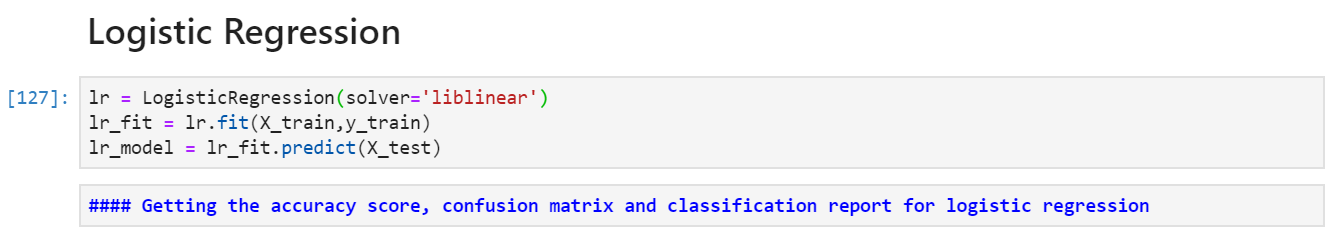 Logistic Regression
[127]: lr = LogisticRegression(solver='liblinear')
lr_fit = lr.fit(X_train,y_train)
lr_model = lr_fit.predict(X_test)
#### Getting the accuracy score, confusion matrix and classification report for logistic regression